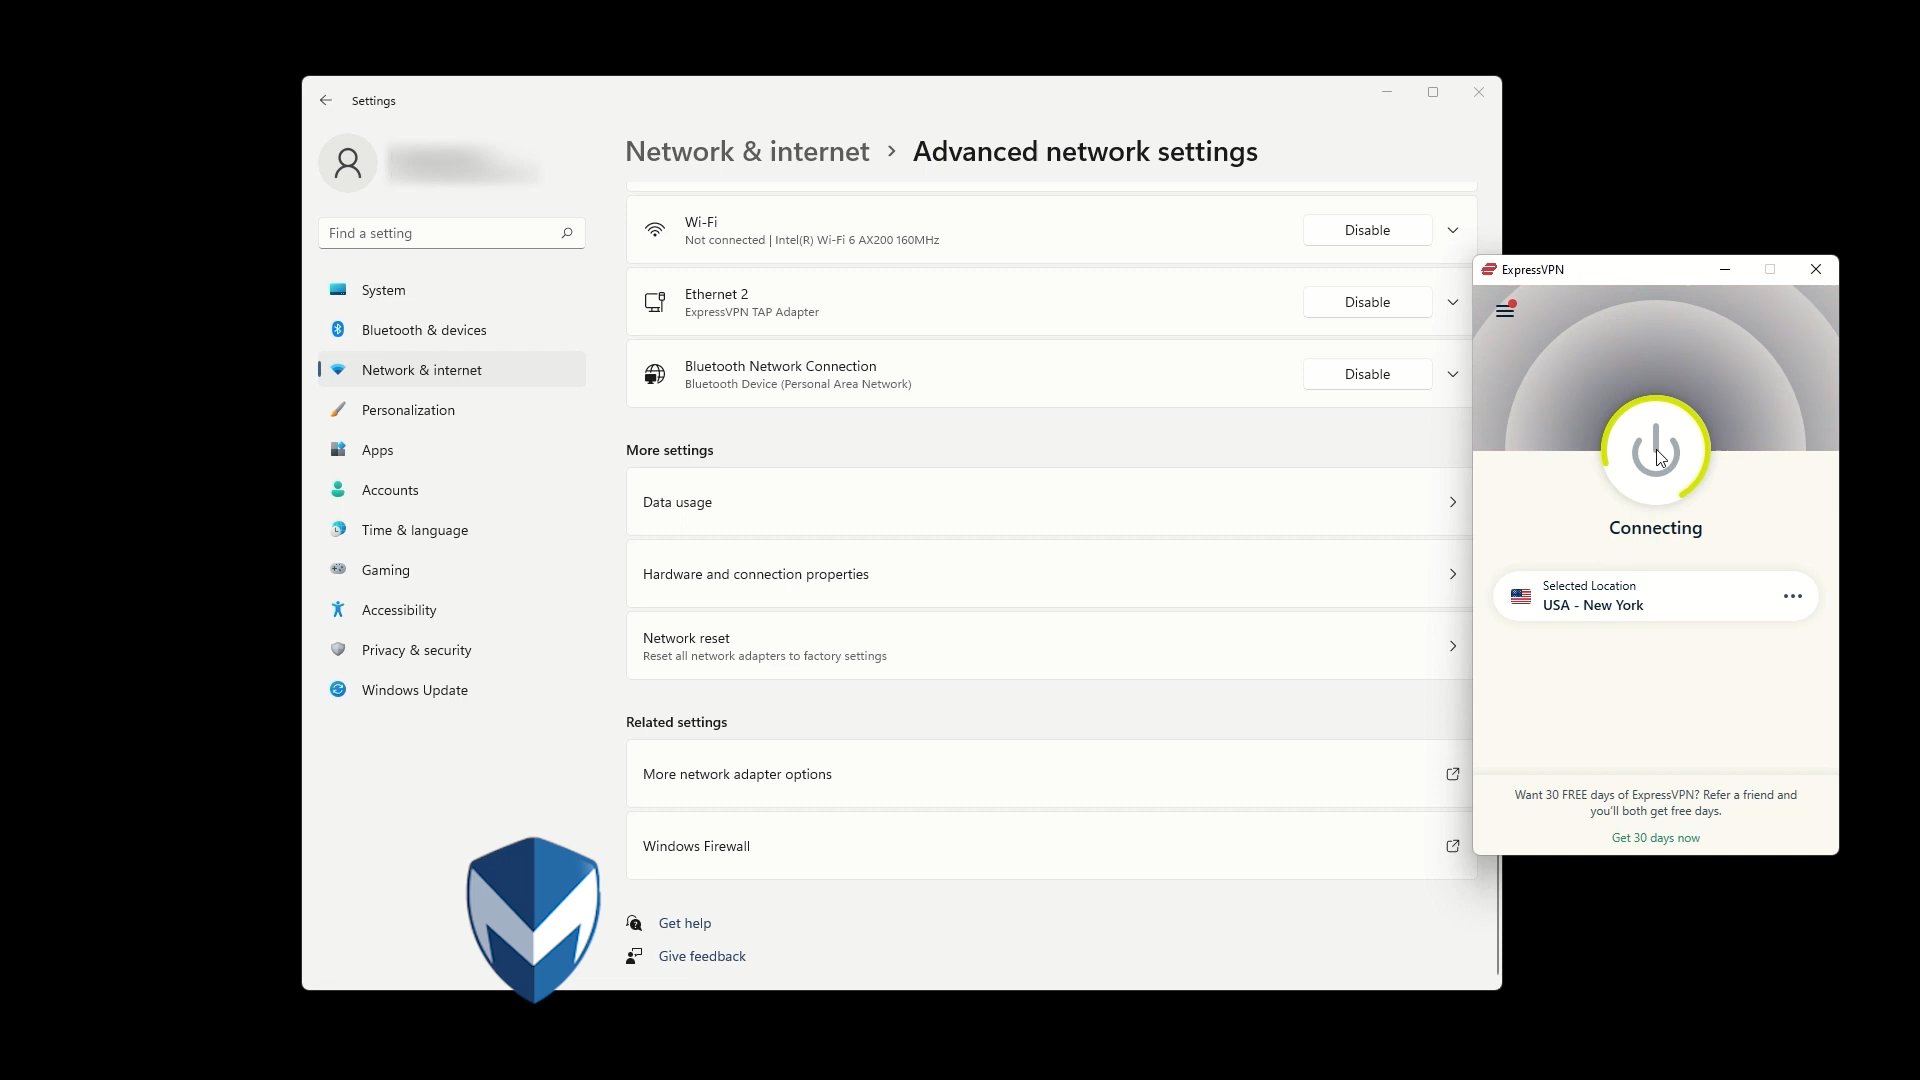 Settings
Find a setting
System
Bluetooth & devices
Network & internet
Personalization
Apps
Accounts
Time & language
Gaming
Accessibility
Privacy & security
Windows Update
Network & internet > Advanced network settings
Wi-Fi
Not connected | Intel(R) Wi-Fi 6 AX200 160MHz
Disable
Ethernet 2
ExpressVPN TAP Adapter
Disable
Bluetooth Network Connection
Bluetooth Device (Personal Area Network)
Disable
More settings
Data usage
Hardware and connection properties
Network reset
Reset all network adapters to factory settings
Related settings
More network adapter options
Windows Firewall
Get help
Give feedback
ExpressVPN
Connecting
Selected Location
USA - New York
Want 30 FREE days of ExpressVPN? Refer a friend and
you'll both get free days.
Get 30 days now